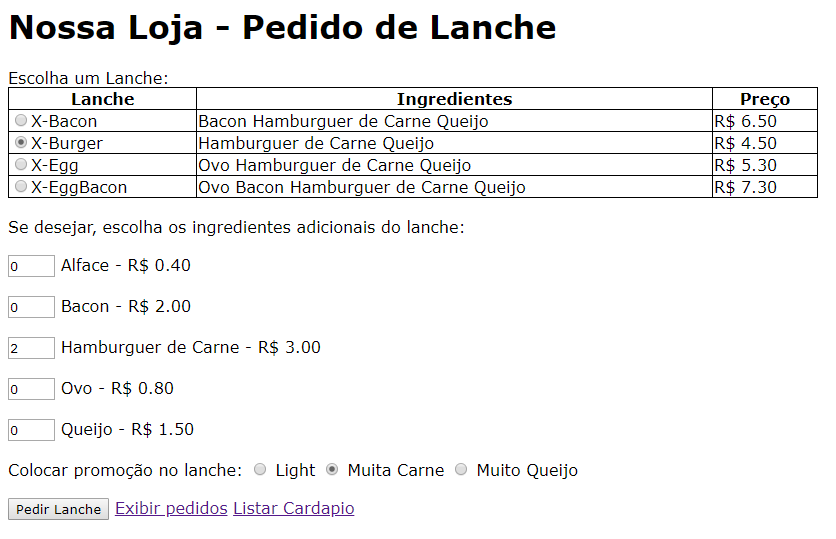 Nossa Loja - Pedido de Lanche
Escolha um Lanche:
Lanche Ingredientes Preço
X-Bacon Bacon Hamburguer de Carne Queijo R$ 6.50
X-Burger Hamburguer de Carne Queijo R$ 4.50
X-Egg Ovo Hamburguer de Carne Queijo R$ 5.30
X-EggBacon Ovo Bacon Hamburguer de Carne Queijo R$ 7.30
Se desejar, escolha os ingredientes adicionais do lanche:
0 Alface - R$ 0.40
0 Bacon - R$ 2.00
2 Hamburguer de Carne - R$ 3.00
0 Ovo - R$ 0.80
0 Queijo - R$ 1.50
Colocar promoção no lanche: Light Muita Carne Muito Queijo
Pedir Lanche Exibir pedidos Listar Cardapio